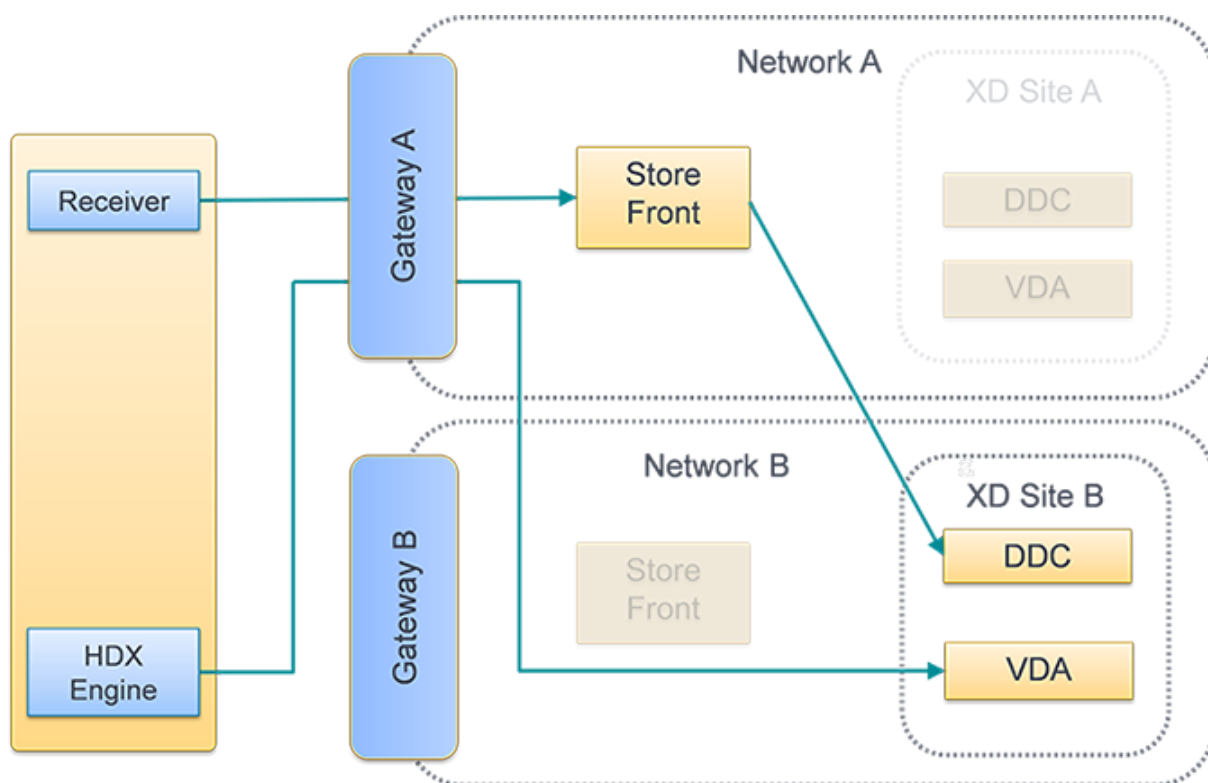 Network A
XD Site A
Gateway A
Receiver
Store
Front
DDC
VDA
Network B
XD Site B
Gateway B
Store
Front
DDC
HDX
Engine
VDA